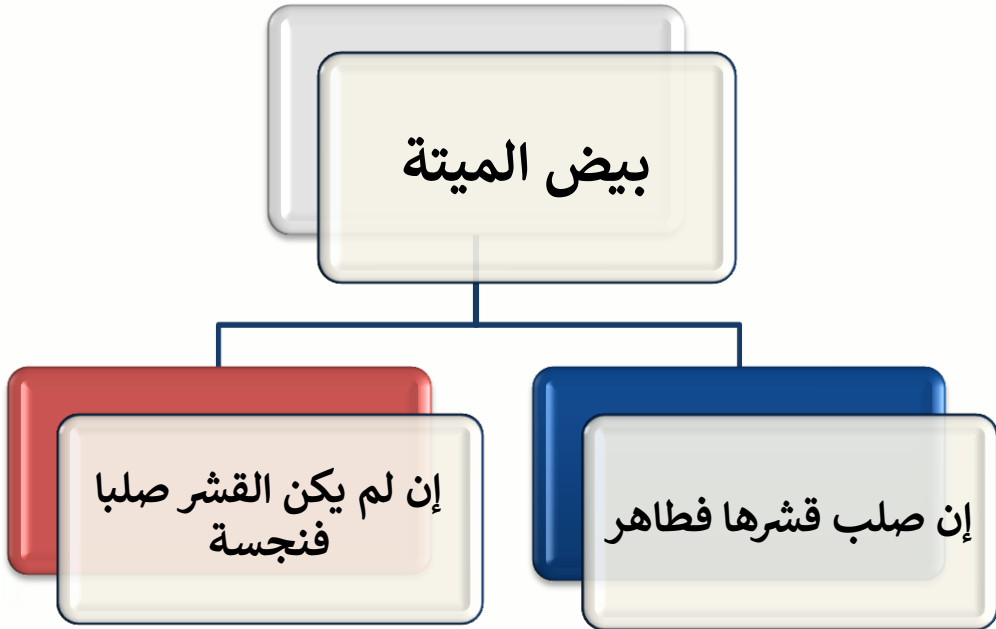 بيض الميتة
إن صلب قشرها فطاهر
إن لم يكن القشر صلبا
فنجسة